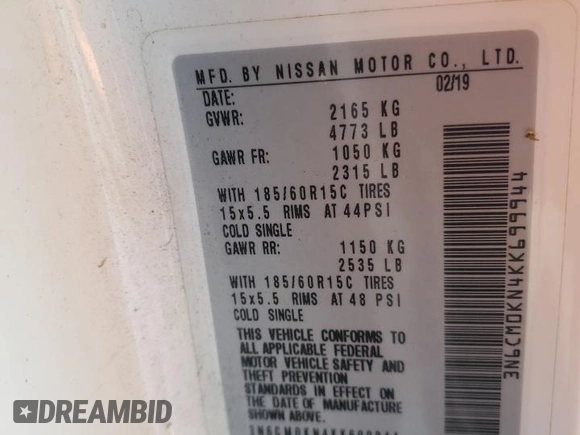 MFD. BY NISSAN MOTOR CO., LTD.
DATE: 02/19
GVWR: 2165 KG
4773 LB
GAWR FR: 1050 KG
2315 LB
WITH 185/60R15C TIRES
15x5.5 RIMS AT 44PSI
COLD SINGLE
GAWR RR: 1150 KG
2535 LB
WITH 185/60R15C TIRES
15x5.5 RIMS AT 48 PSI
COLD SINGLE
THIS VEHICLE CONFORMS TO
ALL APPLICABLE FEDERAL
MOTOR VEHICLE SAFETY AND
THEFT PREVENTION
STANDARDS IN EFFECT ON
THE DATE OF MANUFACTURE
SHOWN ABOVE.
3N6CM0KN4KK699944
3N6CM0KN4KK699944
DREAMBID